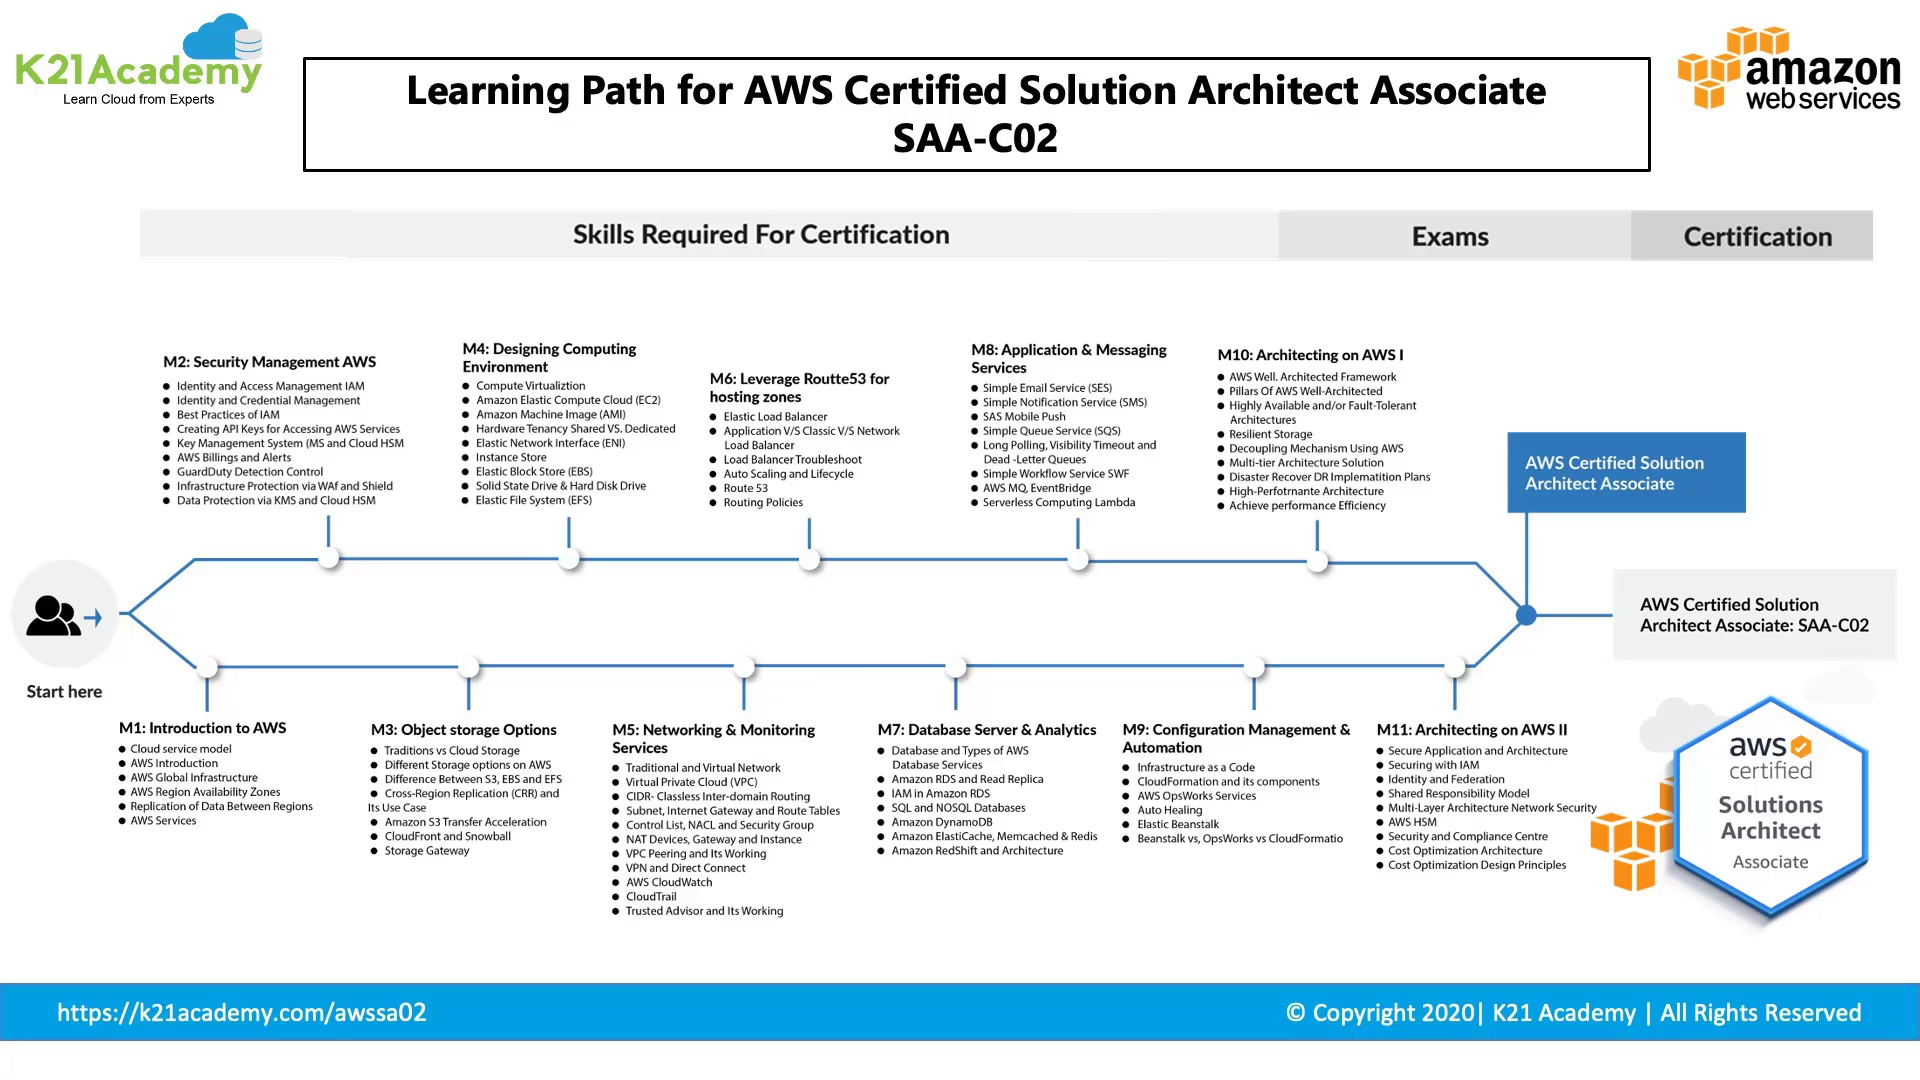 K21Academy
Learn Cloud from Experts
Learning Path for AWS Certified Solution Architect Associate
SAA-C02
amazon
web services
Skills Required For Certification
Exams
Certification
M2: Security Management AWS
Identity and Access Management IAM
Identity and Credential Management
Best Practices of IAM
Creating API Keys for Accessing AWS Services
Key Management System (MS and Cloud HSM
AWS Billings and Alerts
GuardDuty Detection Control
Infrastructure Protection via WAf and Shield
Data Protection via KMS and Cloud HSM
M4: Designing Computing
Environment
Compute Virtualiztion
Amazon Elastic Compute Cloud (EC2)
Amazon Machine Image (AMI)
Hardware Tenancy Shared VS. Dedicated
Elastic Network Interface (ENI)
Instance Store
Elastic Block Store (EBS)
Solid State Drive & Hard Disk Drive
Elastic File System (EFS)
M6: Leverage Routte53 for
hosting zones
Elastic Load Balancer
Application V/S Classic V/S Network
Load Balancer
Load Balancer Troubleshoot
Auto Scaling and Lifecycle
Route 53
Routing Policies
M8: Application & Messaging
Services
Simple Email Service (SES)
Simple Notification Service (SMS)
SAS Mobile Push
Simple Queue Service (SQS)
Long Polling, Visibility Timeout and
Dead -Letter Queues
Simple Workflow Service SWF
AWS MQ, EventBridge
Serverless Computing Lambda
M10: Architecting on AWS I
AWS Well. Architected Framework
Pillars Of AWS Well-Architected
Highly Available and/or Fault-Tolerant
Architectures
Resilient Storage
Decoupling Mechanism Using AWS
Multi-tier Architecture Solution
Disaster Recover DR Implematition Plans
High-Perfotrnante Architecture
Achieve performance Efficiency
AWS Certified Solution
Architect Associate
AWS Certified Solution
Architect Associate: SAA-C02
Start here
M1: Introduction to AWS
Cloud service model
AWS Introduction
AWS Global Infrastructure
AWS Region Availability Zones
Replication of Data Between Regions
AWS Services
M3: Object storage Options
Traditions vs Cloud Storage
Different Storage options on AWS
Difference Between S3, EBS and EFS
Cross-Region Replication (CRR) and
Its Use Case
Amazon S3 Transfer Acceleration
CloudFront and Snowball
Storage Gateway
M5: Networking & Monitoring
Services
Traditional and Virtual Network
Virtual Private Cloud (VPC)
CIDR- Classless Inter-domain Routing
Subnet, Internet Gateway and Route Tables
Control List, NACL and Security Group
NAT Devices, Gateway and Instance
VPC Peering and Its Working
VPN and Direct Connect
AWS CloudWatch
CloudTrail
Trusted Advisor and Its Working
M7: Database Server & Analytics
Database and Types of AWS
Database Services
Amazon RDS and Read Replica
IAM in Amazon RDS
SQL and NOSQL Databases
Amazon DynamoDB
Amazon ElastiCache, Memcached & Redis
Amazon RedShift and Architecture
M9: Configuration Management &
Automation
Infrastructure as a Code
CloudFormation and its components
AWS OpsWorks Services
Auto Healing
Elastic Beanstalk
Beanstalk vs, OpsWorks vs CloudFormatio
M11: Architecting on AWS II
Secure Application and Architecture
Securing with IAM
Identity and Federation
Shared Responsibility Model
Multi-Layer Architecture Network Security
AWS HSM
Security and Compliance Centre
Cost Optimization Architecture
Cost Optimization Design Principles
aws
certified
Solutions
Architect
Associate
https://k21academy.com/awssa02
© Copyright 2020| K21 Academy | All Rights Reserved